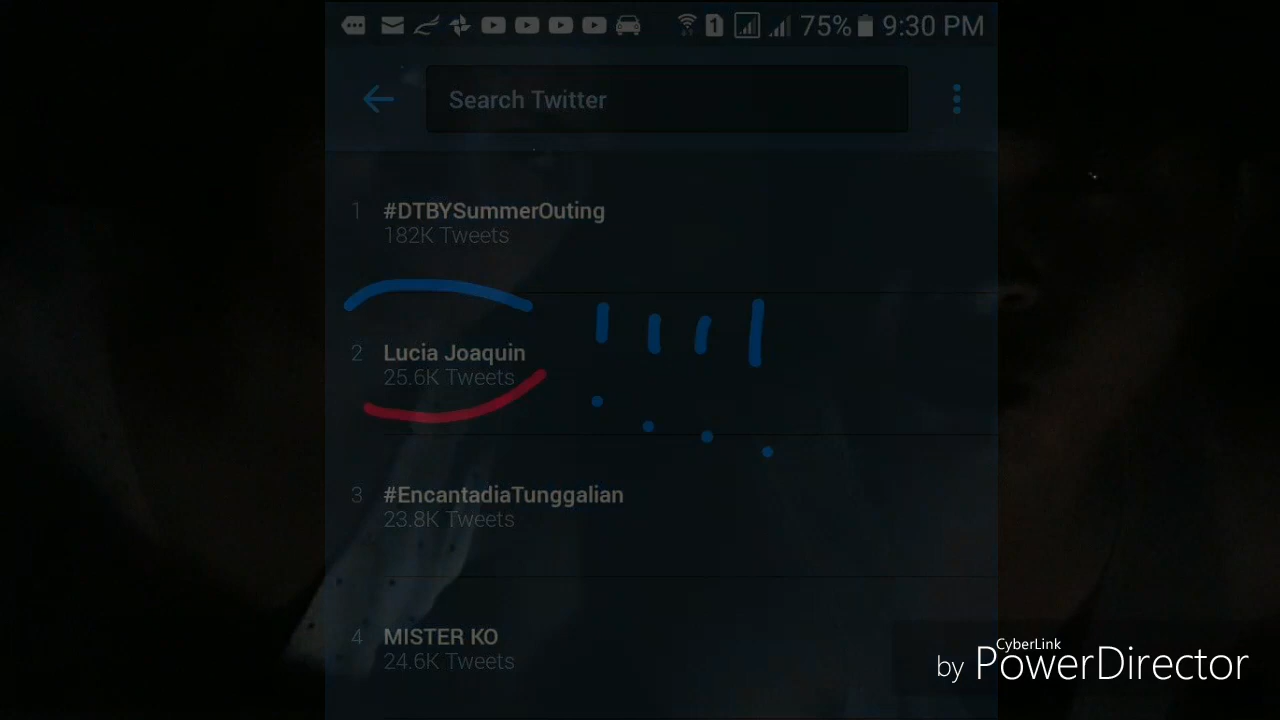 1 75% 9:30 PM
Search Twitter
1 #DTBYSummerOuting
182K Tweets
2 Lucia Joaquin
25.6K Tweets
3 #EncantadiaTunggalian
23.8K Tweets
4 MISTER KO
24.6K Tweets
CyberLink
by PowerDirector